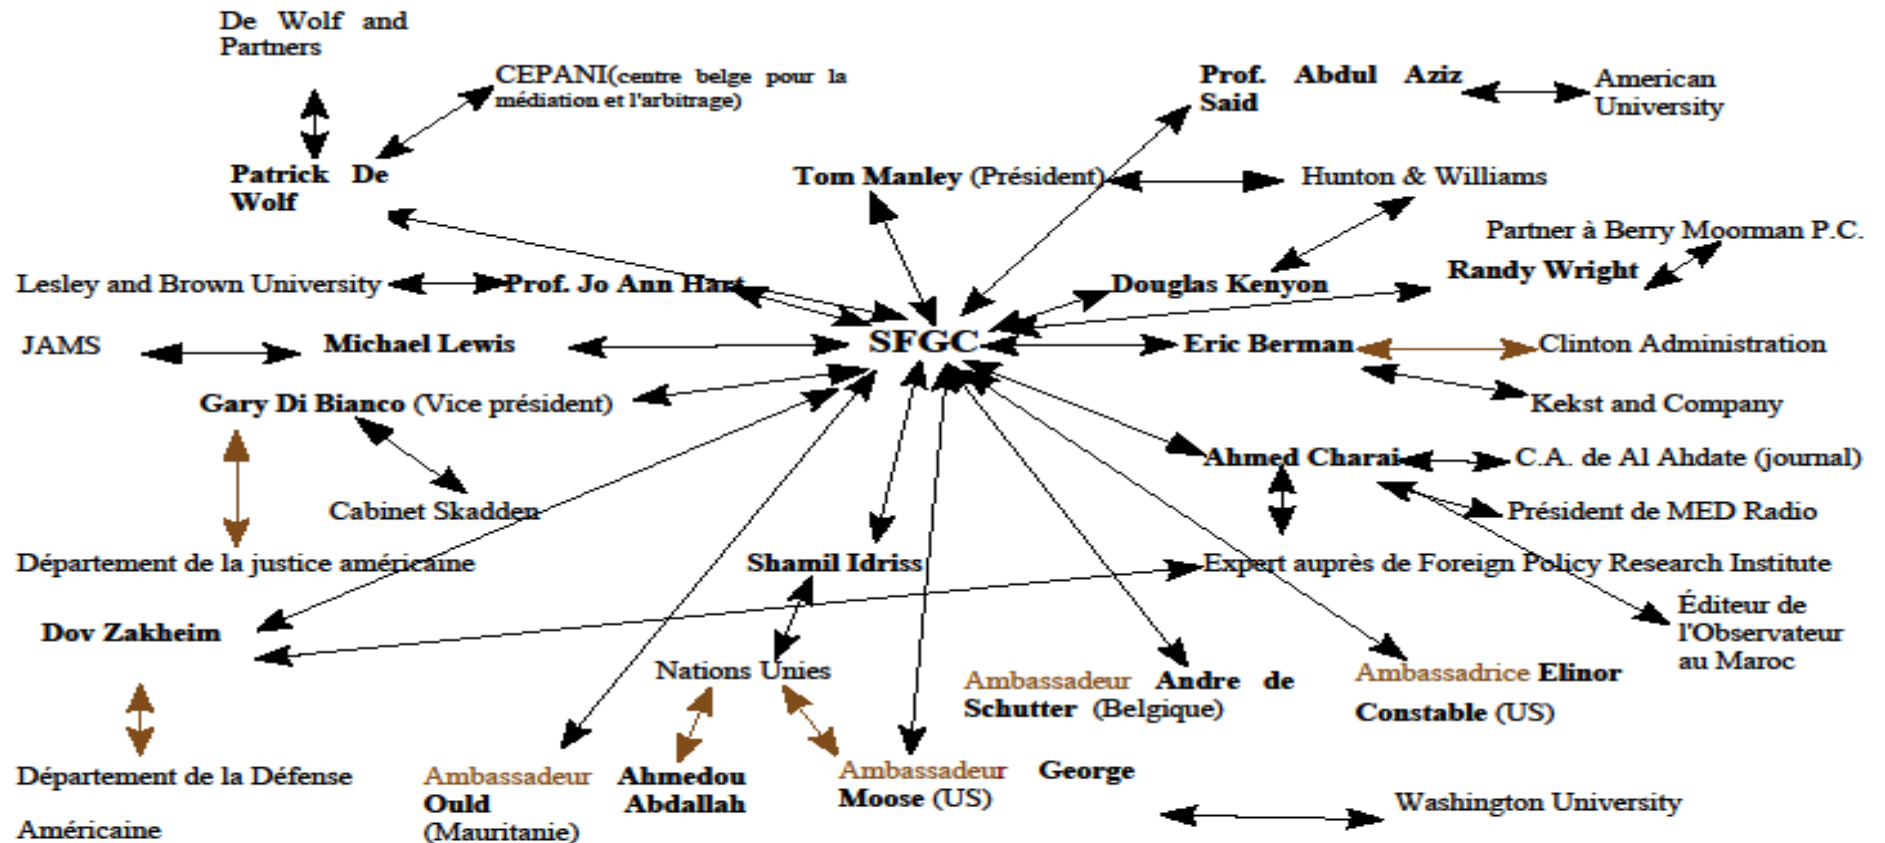 De Wolf and
Partners
CEPANI(centre belge pour la
médiation et l'arbitrage)
Prof. Abdul Aziz
Said
American
University
Patrick De
Wolf
Tom Manley (Président)
Hunton & Williams
Partner à Berry Moorman P.C.
Randy Wright
Lesley and Brown University
Prof. Jo Ann Hart
Douglas Kenyon
JAMS
Michael Lewis
SFGC
Eric Berman
Clinton Administration
Gary Di Bianco (Vice président)
Kekst and Company
Ahmed Charai
C.A. de Al Ahdate (journal)
Cabinet Skadden
Président de MED Radio
Département de la justice américaine
Shamil Idriss
Expert auprès de Foreign Policy Research Institute
Dov Zakheim
Éditeur de
l'Observateur
au Maroc
Nations Unies
Ambassadeur Andre de
Schutter (Belgique)
Ambassadrice Elinor
Constable (US)
Département de la Défense
Américaine
Ambassadeur Ahmedou
Ould Abdallah
(Mauritanie)
Ambassadeur George
Moose (US)
Washington University